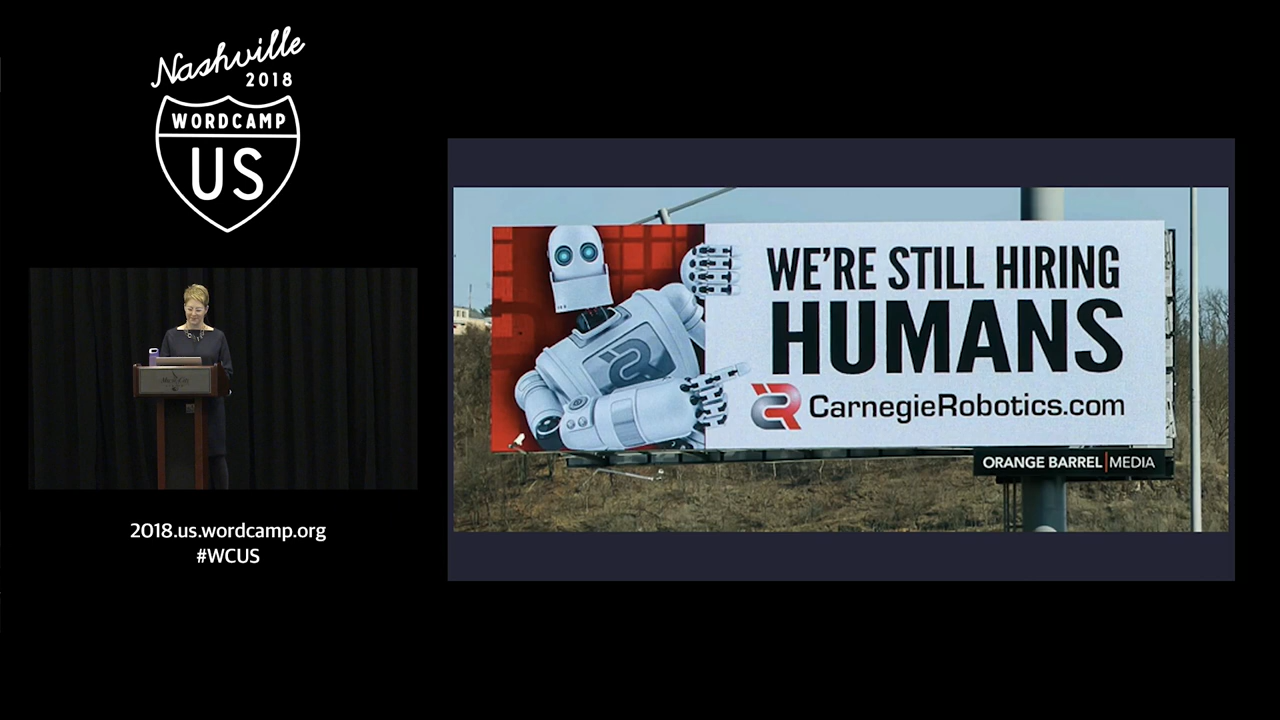 Nashville
2018
WORDCAMP
US
2018.us.wordcamp.org
#WCUS
WE'RE STILL HIRING
HUMANS
CarnegieRobotics.com
ORANGE BARREL|MEDIA